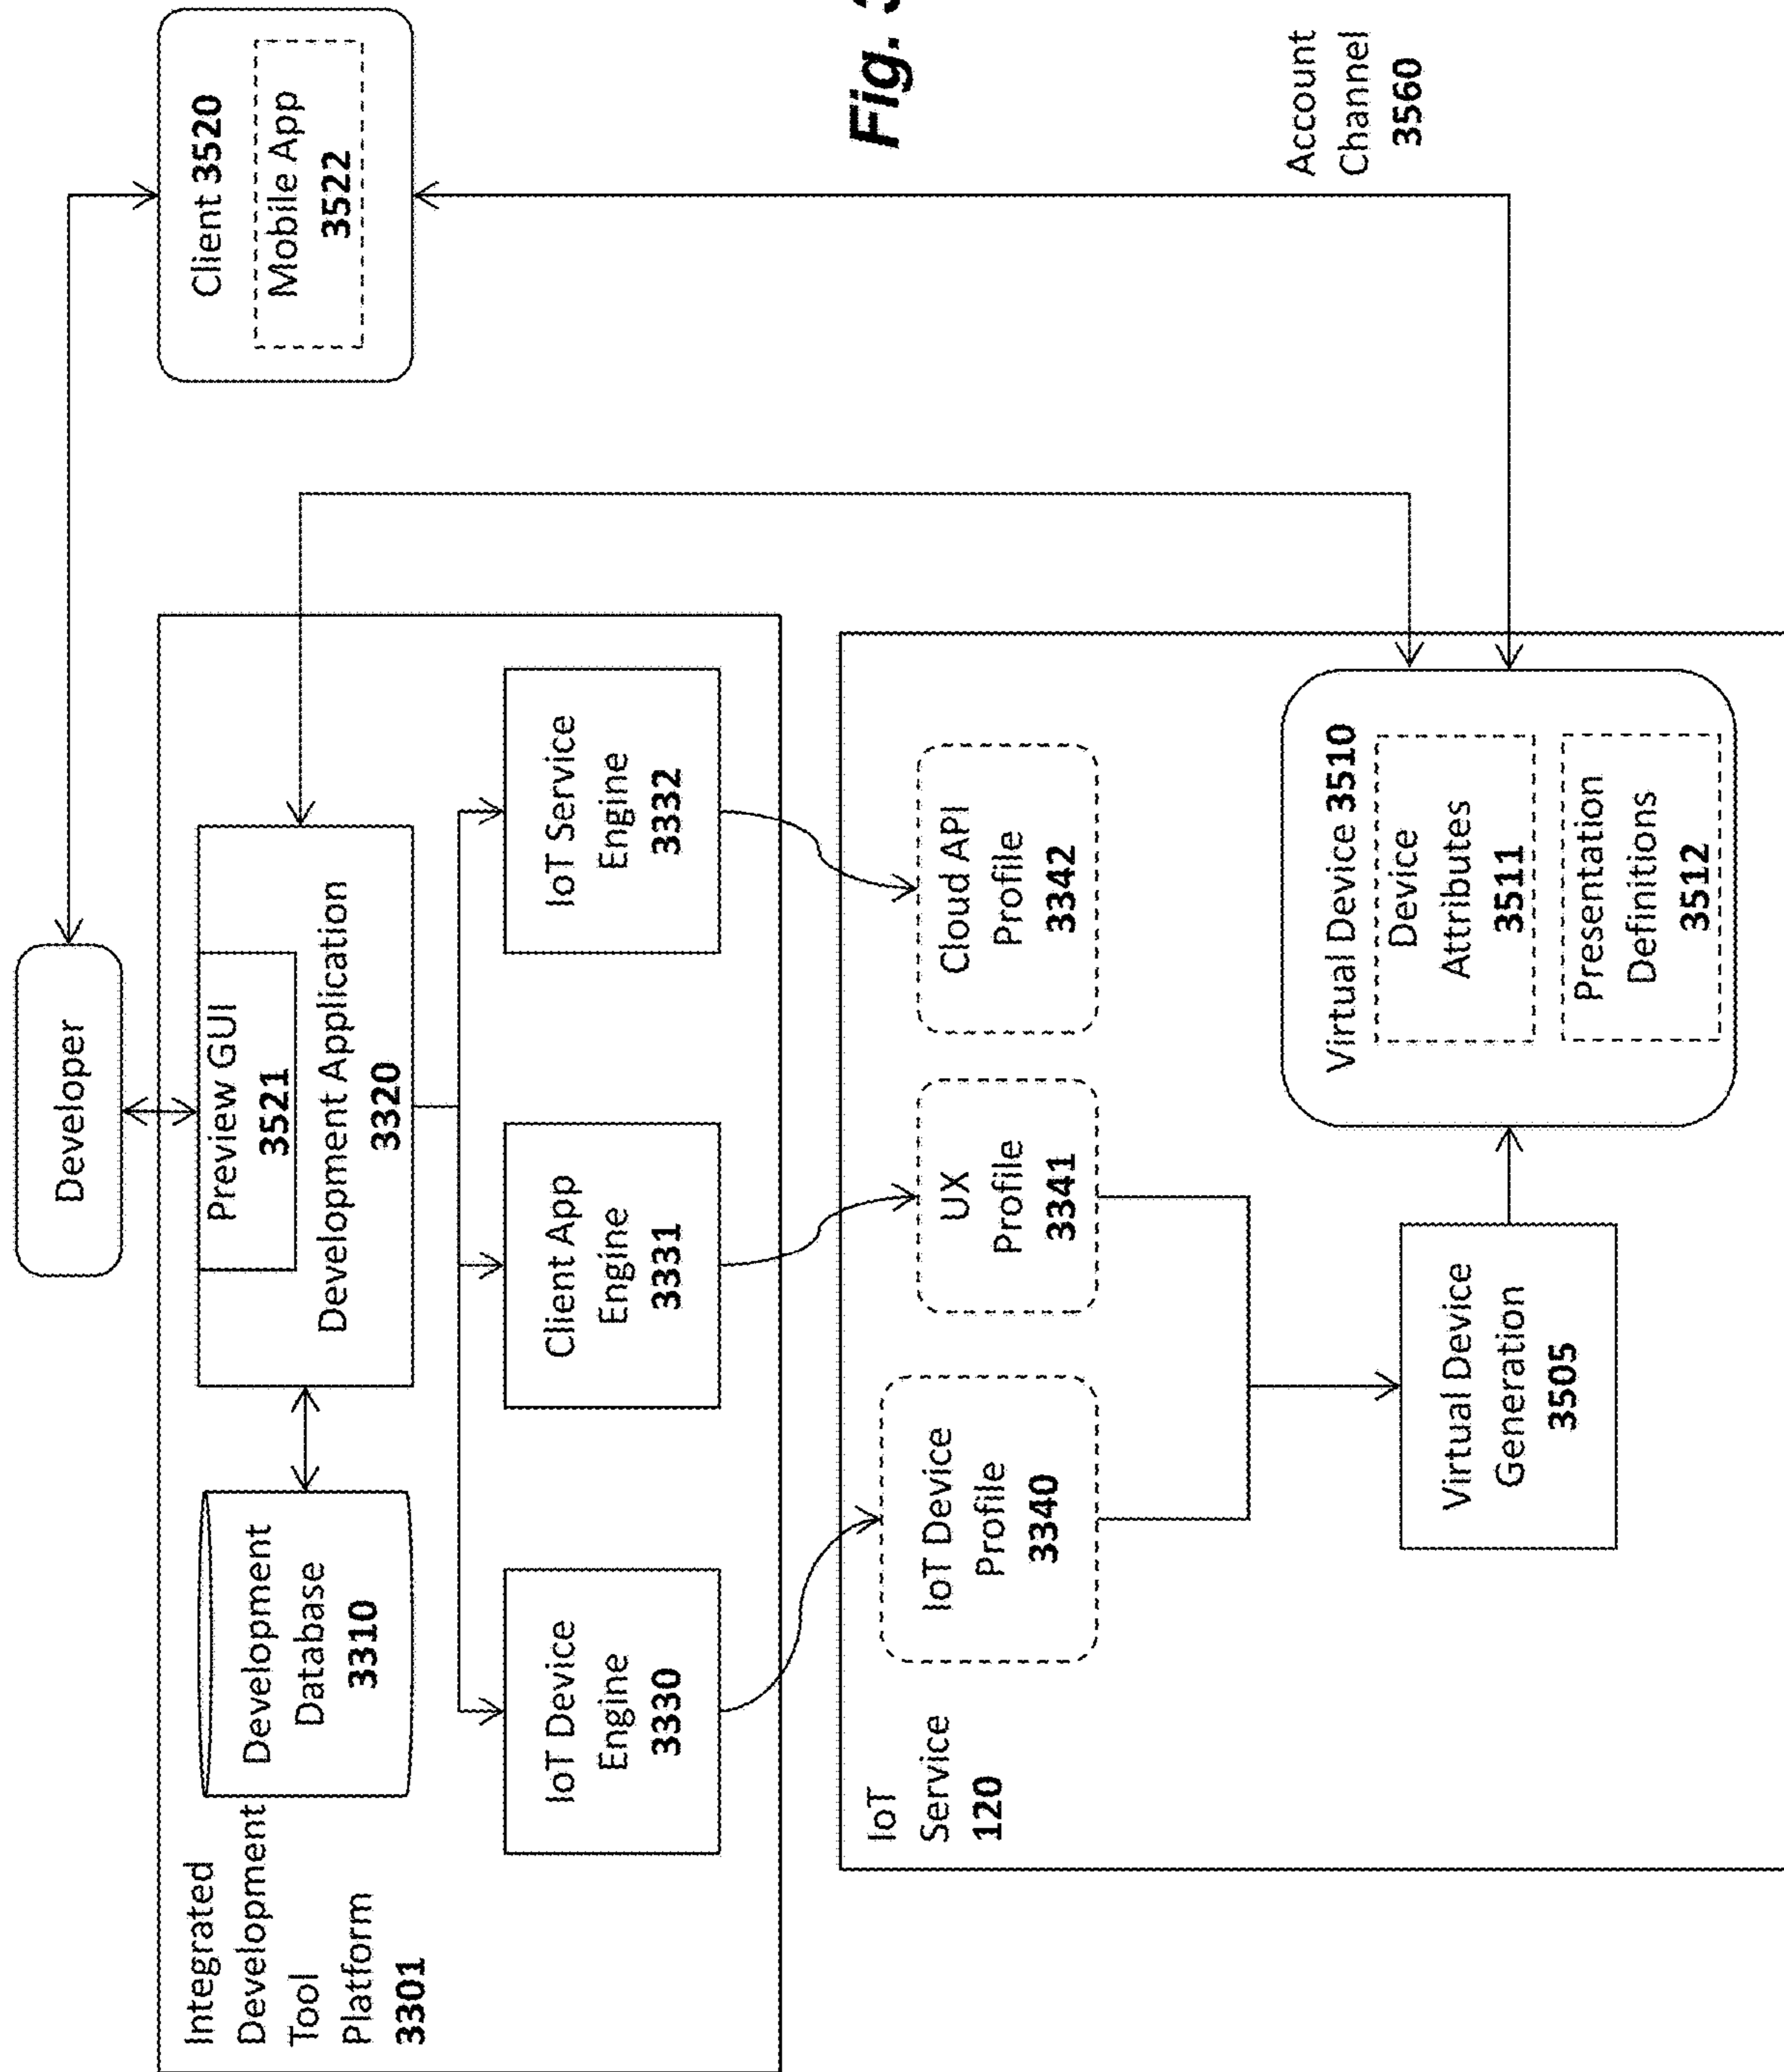 Developer
Integrated
Development
Tool
Platform
3301
Development
Database
3310
Preview GUI
3521
Development Application
3320
Client 3520
Mobile App
3522
IoT Device
Engine
3330
Client App
Engine
3331
IoT Service
Engine
3332
IoT
Service
120
IoT Device
Profile
3340
UX
Profile
3341
Cloud API
Profile
3342
Virtual Device
Generation
3505
Virtual Device 3510
Device
Attributes
3511
Presentation
Definitions
3512
Account
Channel
3560
Fig.